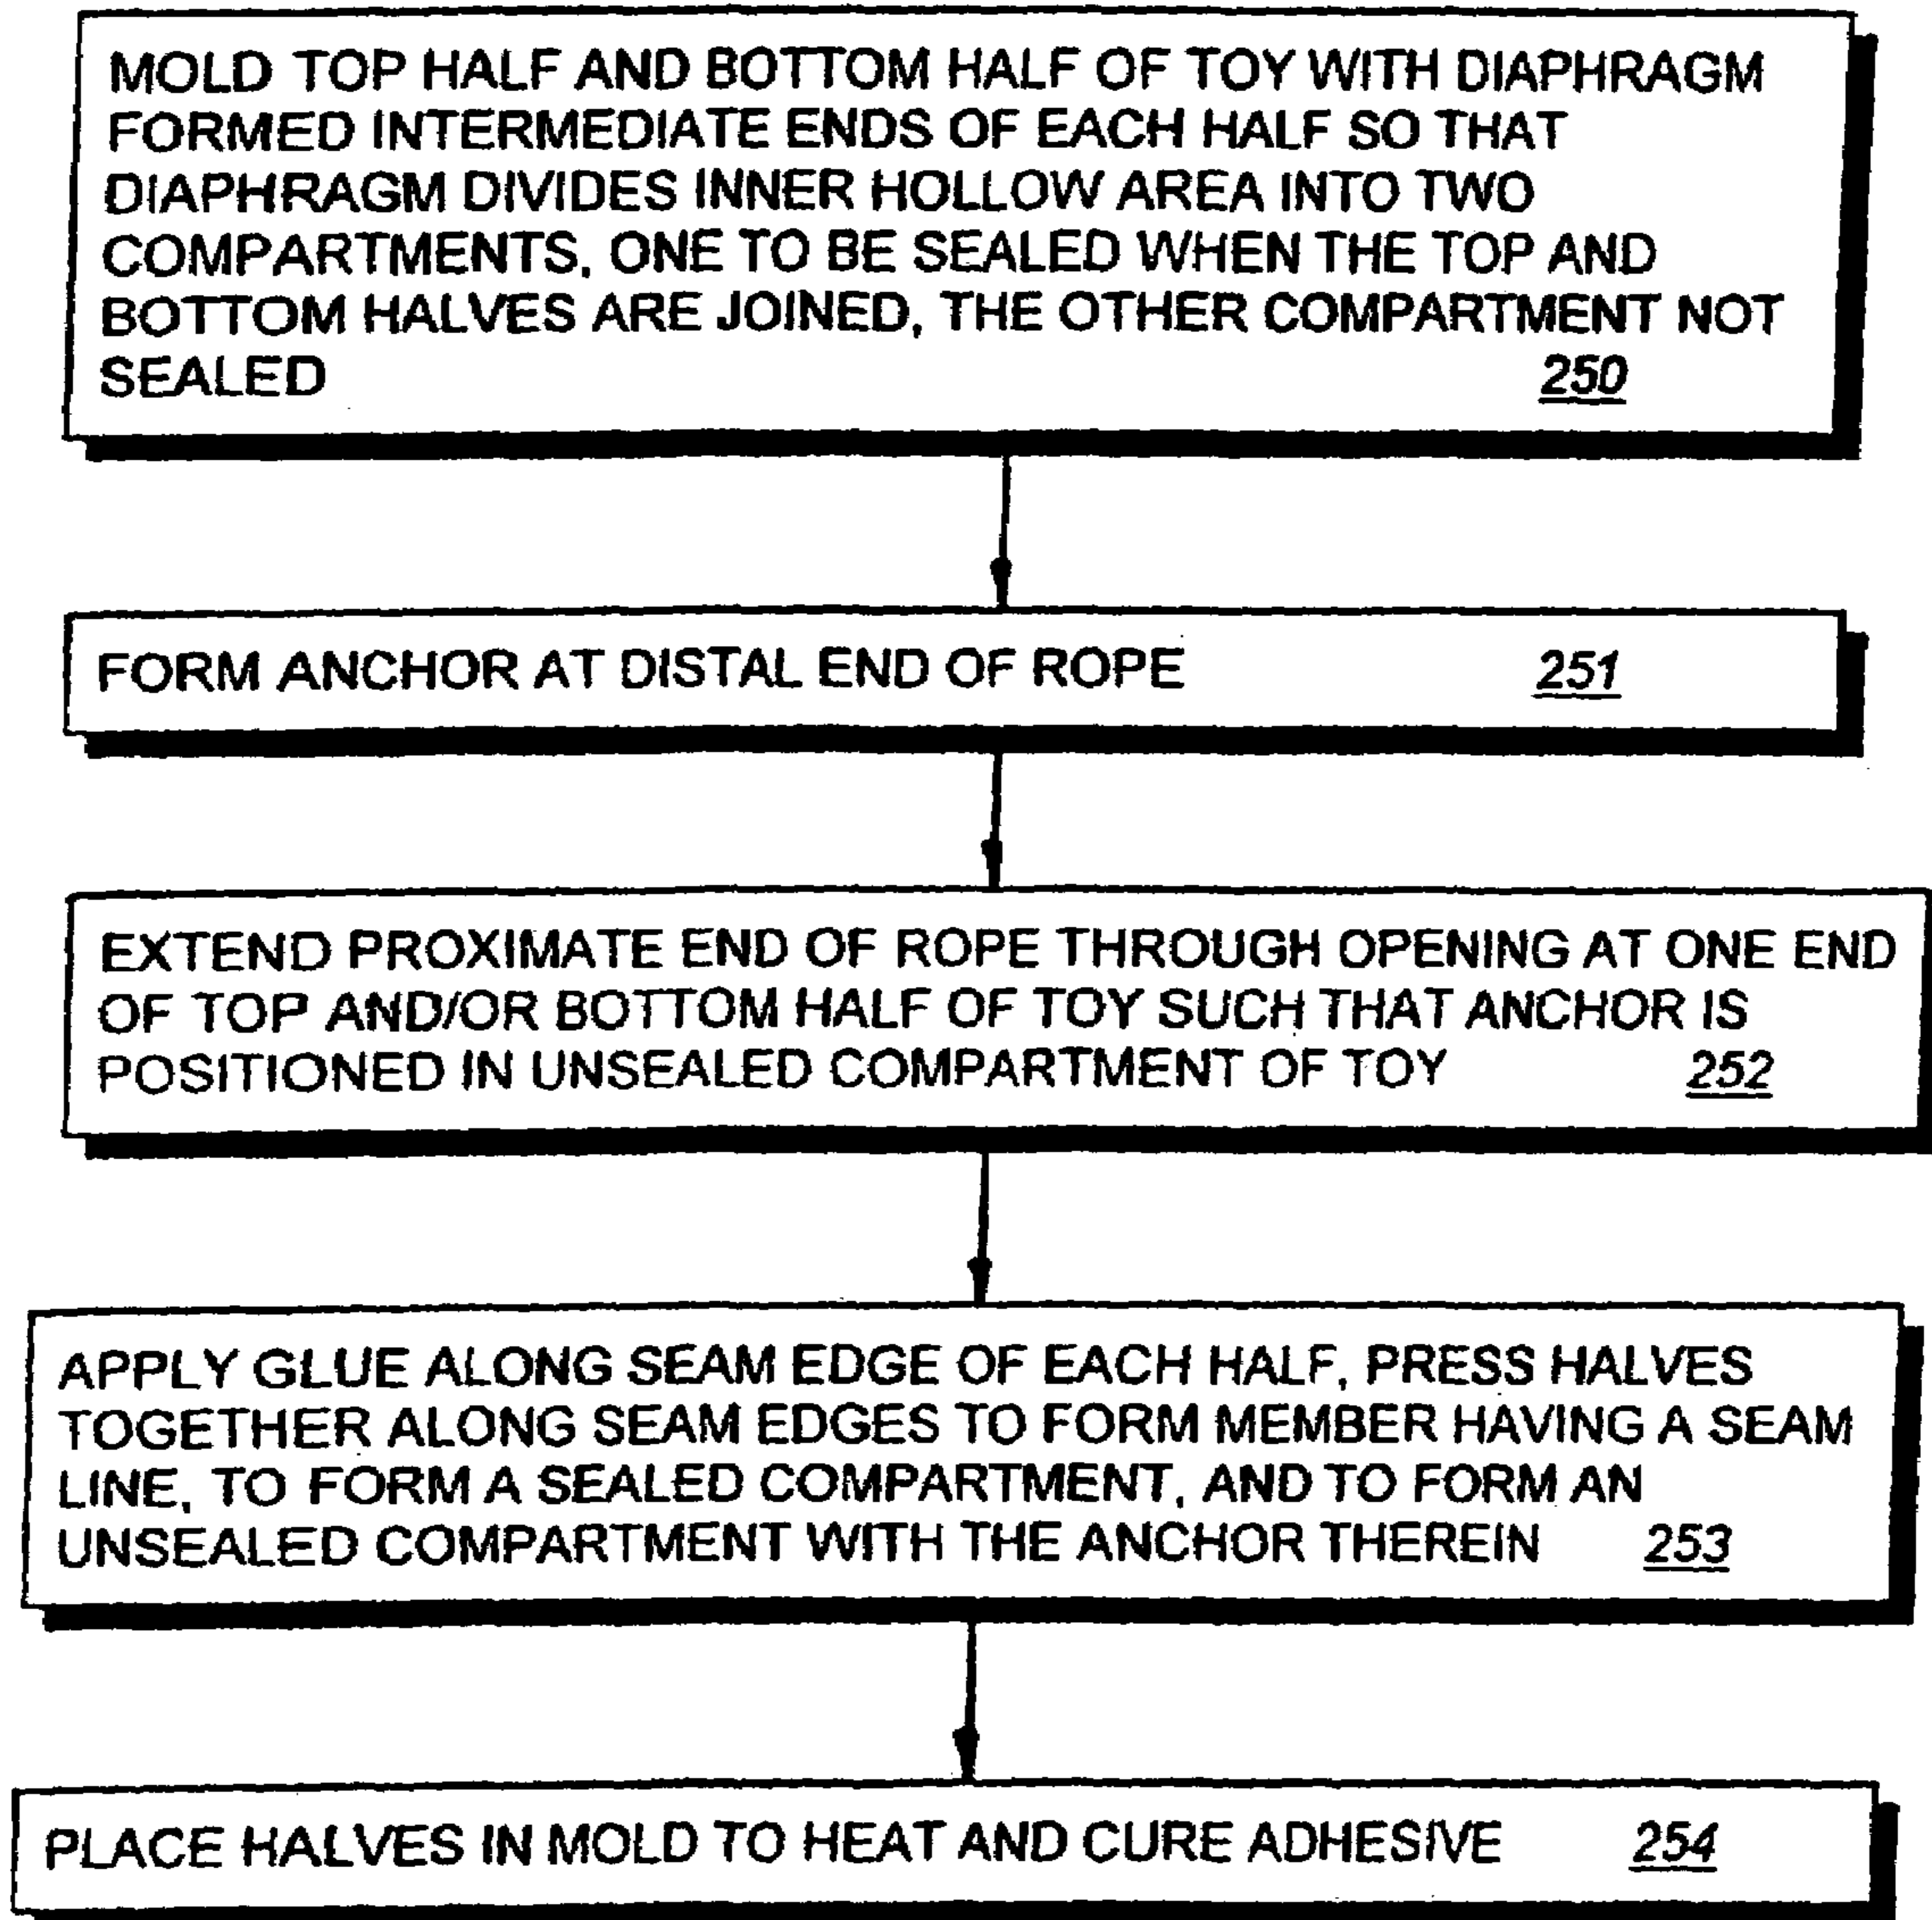 MOLD TOP HALF AND BOTTOM HALF OF TOY WITH DIAPHRAGM
FORMED INTERMEDIATE ENDS OF EACH HALF SO THAT
DIAPHRAGM DIVIDES INNER HOLLOW AREA INTO TWO
COMPARTMENTS, ONE TO BE SEALED WHEN THE TOP AND
BOTTOM HALVES ARE JOINED, THE OTHER COMPARTMENT NOT
SEALED 250
FORM ANCHOR AT DISTAL END OF ROPE 251
EXTEND PROXIMATE END OF ROPE THROUGH OPENING AT ONE END
OF TOP AND/OR BOTTOM HALF OF TOY SUCH THAT ANCHOR IS
POSITIONED IN UNSEALED COMPARTMENT OF TOY 252
APPLY GLUE ALONG SEAM EDGE OF EACH HALF, PRESS HALVES
TOGETHER ALONG SEAM EDGES TO FORM MEMBER HAVING A SEAM
LINE, TO FORM A SEALED COMPARTMENT, AND TO FORM AN
UNSEALED COMPARTMENT WITH THE ANCHOR THEREIN 253
PLACE HALVES IN MOLD TO HEAT AND CURE ADHESIVE 254